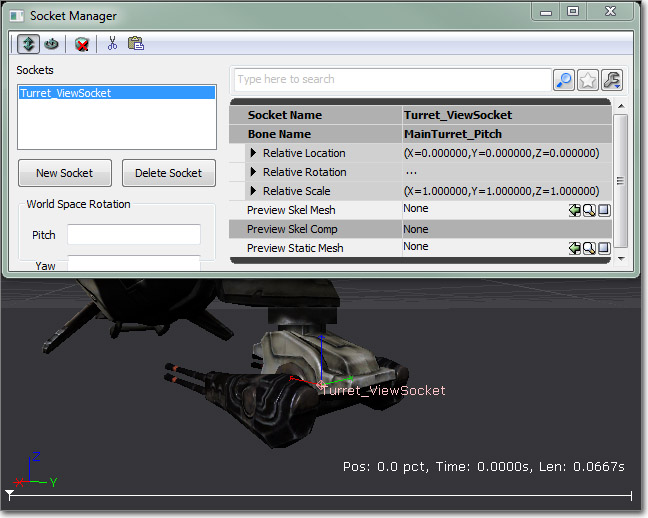 Socket Manager
Sockets
Turret_ViewSocket
New Socket
Delete Socket
World Space Rotation
Pitch
Yaw
Type here to search
Socket Name Turret_ViewSocket
Bone Name MainTurret_Pitch
Relative Location (X=0.000000,Y=0.000000,Z=0.000000)
Relative Rotation ...
Relative Scale (X=1.000000,Y=1.000000,Z=1.000000)
Preview Skel Mesh None
Preview Skel Comp None
Preview Static Mesh None
Turret_ViewSocket
Pos: 0.0 pct, Time: 0.0000s, Len: 0.0667s
Z
X Y